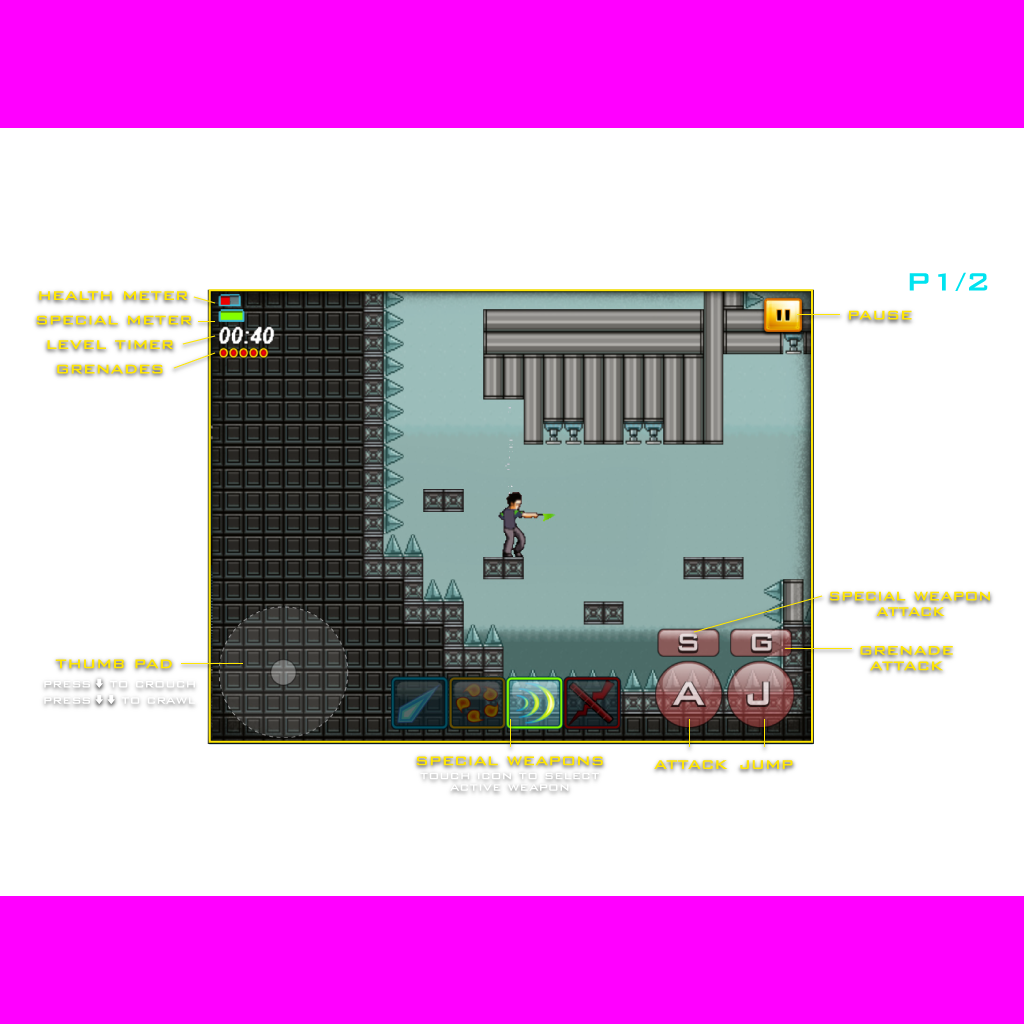 P1/2
HEALTH METER
SPECIAL METER
LEVEL TIMER
GRENADES
00:40
PAUSE
SPECIAL WEAPON
ATTACK
S
G
GRENADE
ATTACK
THUMB PAD
PRESS ⬇ TO CROUCH
PRESS ⬇⬇ TO CRAWL
A
J
SPECIAL WEAPONS
TOUCH ICON TO SELECT
ACTIVE WEAPON
ATTACK
JUMP